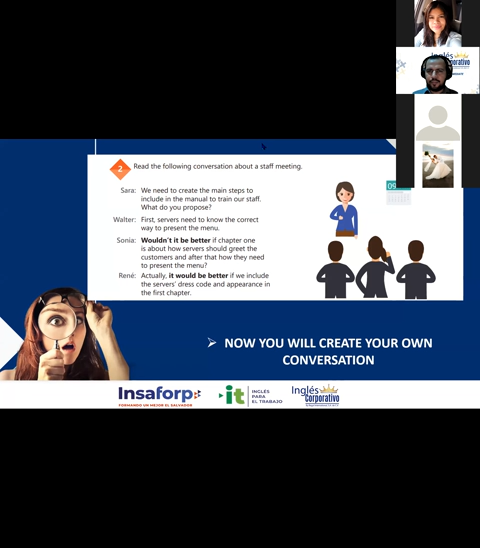 Inglés
Corporativo
2
Read the following conversation about a staff meeting.
09
Sara: We need to create the main steps to
include in the manual to train our staff.
What do you propose?
Walter: First, servers need to know the correct
way to present the menu.
Sonia: Wouldn't it be better if chapter one
is about how servers should greet the
customers and after that how they need
to present the menu?
René: Actually, it would be better if we include
the servers' dress code and appearance in
the first chapter.
➢ NOW YOU WILL CREATE YOUR OWN
CONVERSATION
Insaforp
FORMANDO UN MEJOR EL SALVADOR
it
INGLÉS
PARA
EL TRABAJO
Inglés
Corporativo